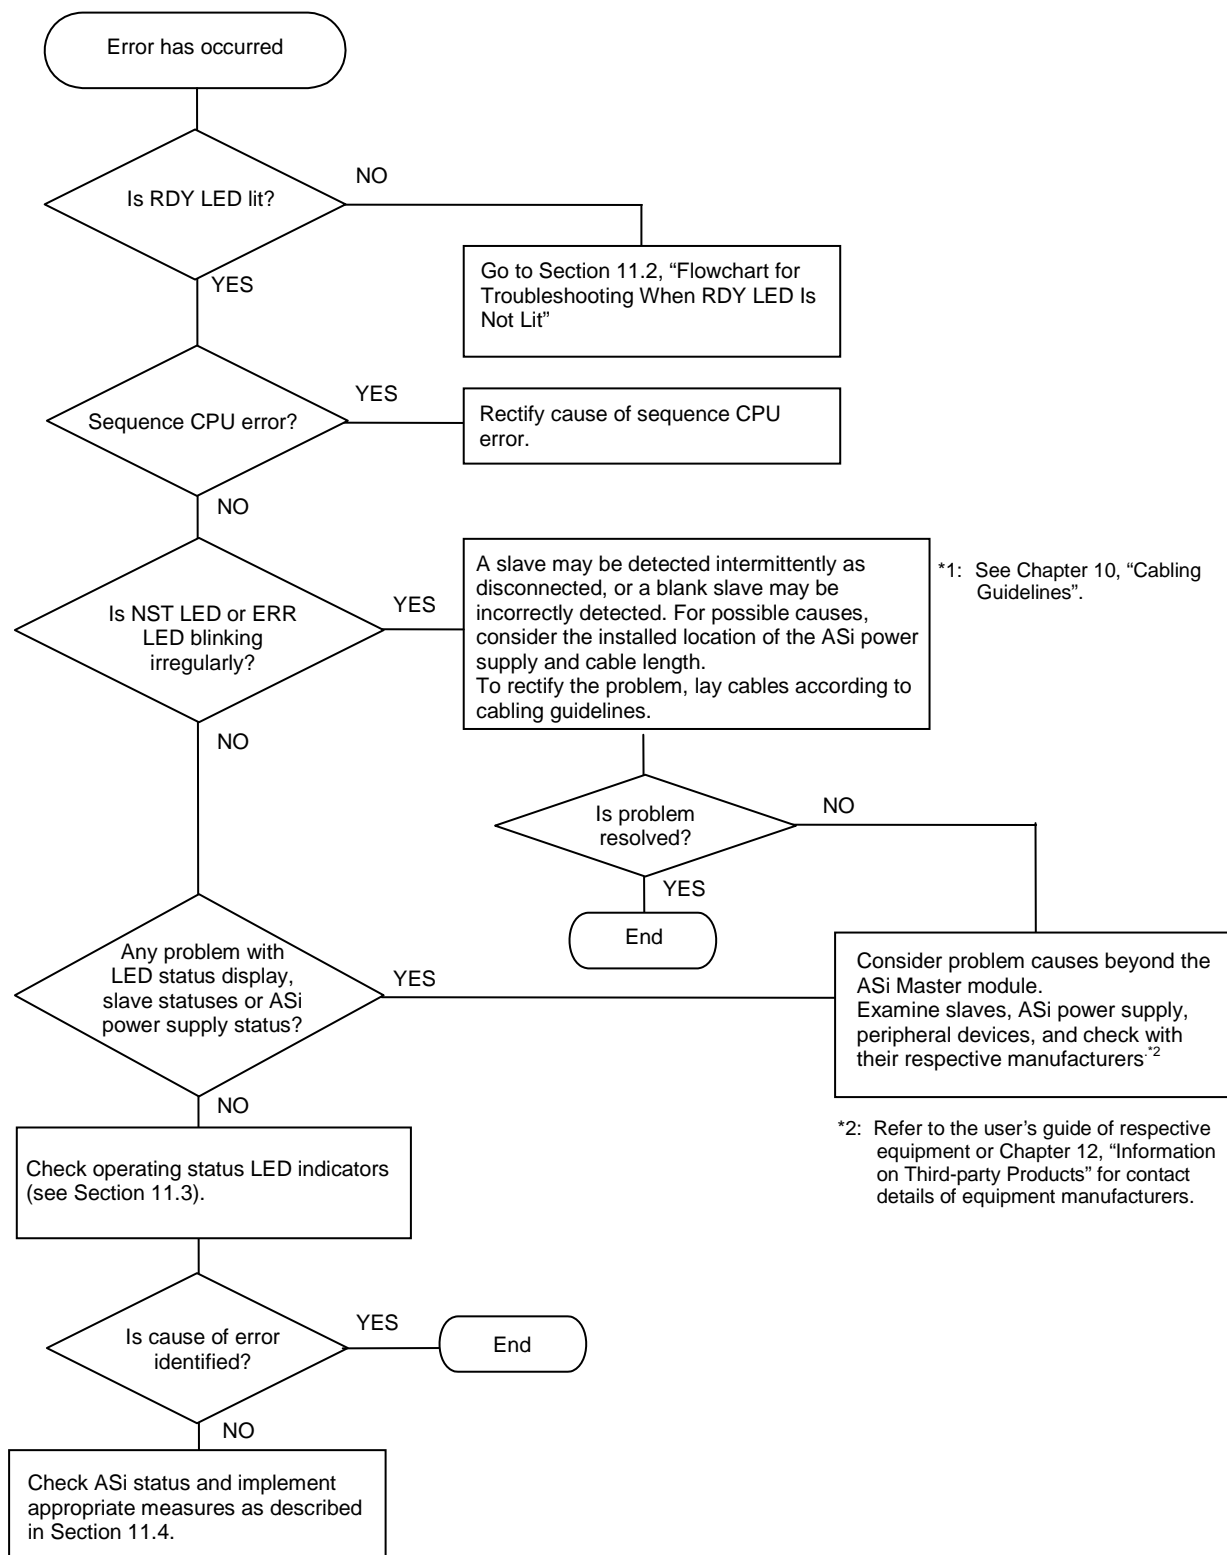 Error has occurred
Is RDY LED lit?
NO
YES
Go to Section 11.2, “Flowchart for
Troubleshooting When RDY LED Is
Not Lit”
Sequence CPU error?
YES
NO
Rectify cause of sequence CPU
error.
Is NST LED or ERR
LED blinking
irregularly?
YES
NO
A slave may be detected intermittently as
disconnected, or a blank slave may be
incorrectly detected. For possible causes,
consider the installed location of the ASi power
supply and cable length.
To rectify the problem, lay cables according to
cabling guidelines.
*1: See Chapter 10, “Cabling
Guidelines”.
Is problem
resolved?
NO
YES
End
Any problem with
LED status display,
slave statuses or ASi
power supply status?
YES
NO
Consider problem causes beyond the
ASi Master module.
Examine slaves, ASi power supply,
peripheral devices, and check with
their respective manufacturers.*2
*2: Refer to the user’s guide of respective
equipment or Chapter 12, “Information
on Third-party Products” for contact
details of equipment manufacturers.
Check operating status LED indicators
(see Section 11.3).
Is cause of error
identified?
YES
End
NO
Check ASi status and implement
appropriate measures as described
in Section 11.4.